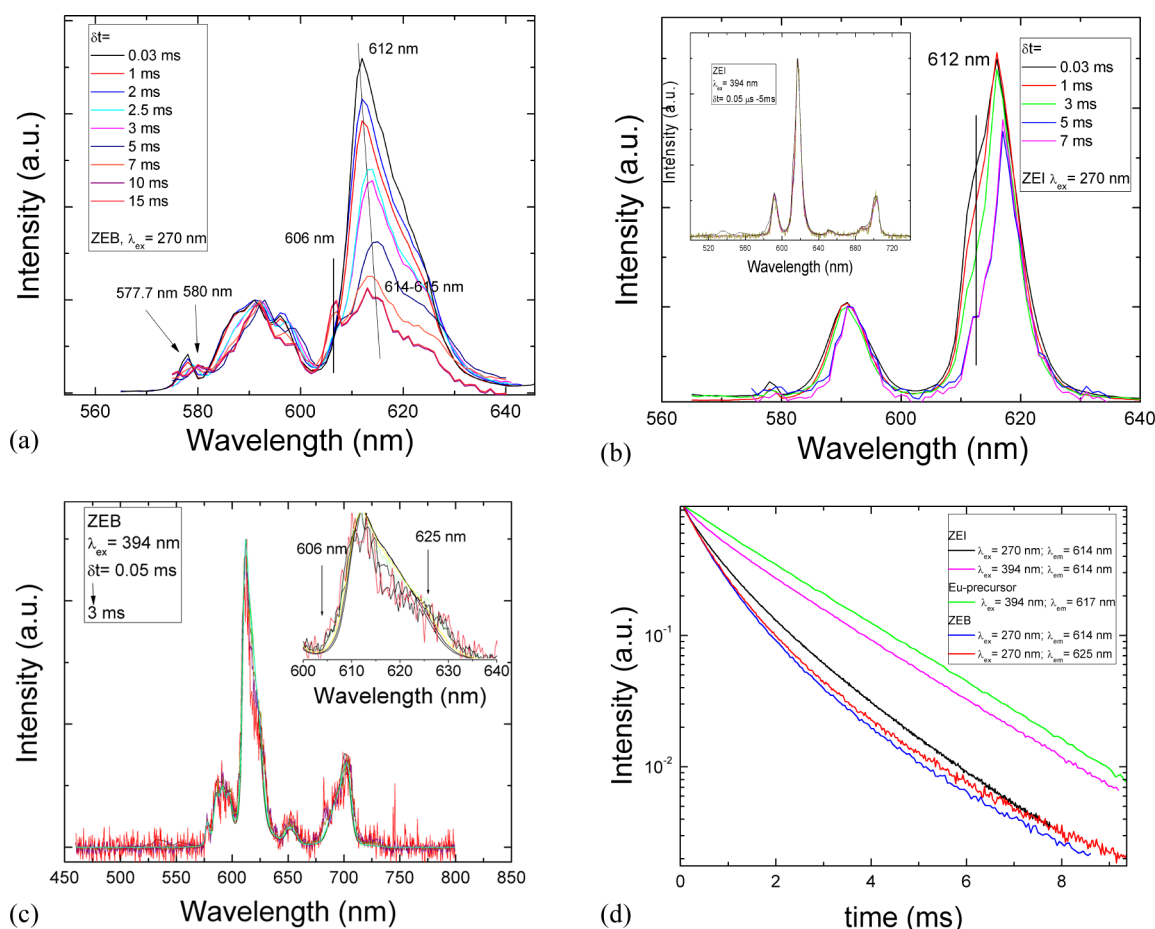 δt=
0.03 ms
1 ms
2 ms
2.5 ms
3 ms
5 ms
7 ms
10 ms
15 ms
ZEB, λex= 270 nm
612 nm
606 nm
614-615 nm
577.7 nm
580 nm
Intensity (a.u.)
560 580 600 620 640
Wavelength (nm)
(a)
ZEI
λex= 394 nm
δt= 0.05 µs -5ms
Intensity (a.u.)
520 560 600 640 680 720
Wavelength (nm)
612 nm
δt=
0.03 ms
1 ms
3 ms
5 ms
7 ms
ZEI λex = 270 nm
Intensity (a.u.)
560 580 600 620 640
Wavelength (nm)
(b)
ZEB
λex= 394 nm
δt= 0.05 ms
3 ms
606 nm
625 nm
600 610 620 630 640
Wavelength (nm)
Intensity (a.u.)
450 500 550 600 650 700 750 800 850
Wavelength (nm)
(c)
ZEI
λex= 270 nm; λem= 614 nm
λex= 394 nm; λem= 614 nm
Eu-precursor
λex= 394 nm; λem= 617 nm
ZEB
λex= 270 nm; λem= 614 nm
λex= 270 nm; λem= 625 nm
Intensity (a.u.)
10-1
10-2
0 2 4 6 8
time (ms)
(d)